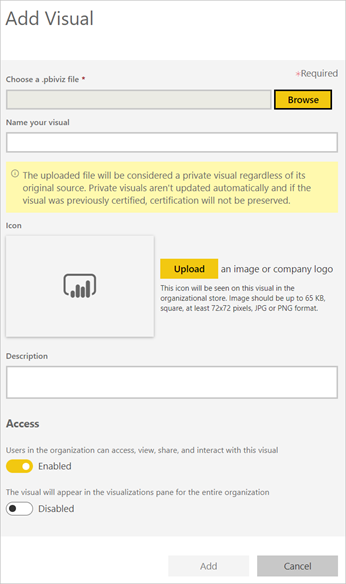 Add Visual
*Required
Choose a .pbiviz file *
Browse
Name your visual
The uploaded file will be considered a private visual regardless of its
original source. Private visuals aren't updated automatically and if the
visual was previously certified, certification will not be preserved.
Icon
Upload an image or company logo
This icon will be seen on this visual in the
organizational store. Image should be up to 65 KB,
square, at least 72x72 pixels, JPG or PNG format.
Description
Access
Users in the organization can access, view, share, and interact with this visual
Enabled
The visual will appear in the visualizations pane for the entire organization
Disabled
Add Cancel